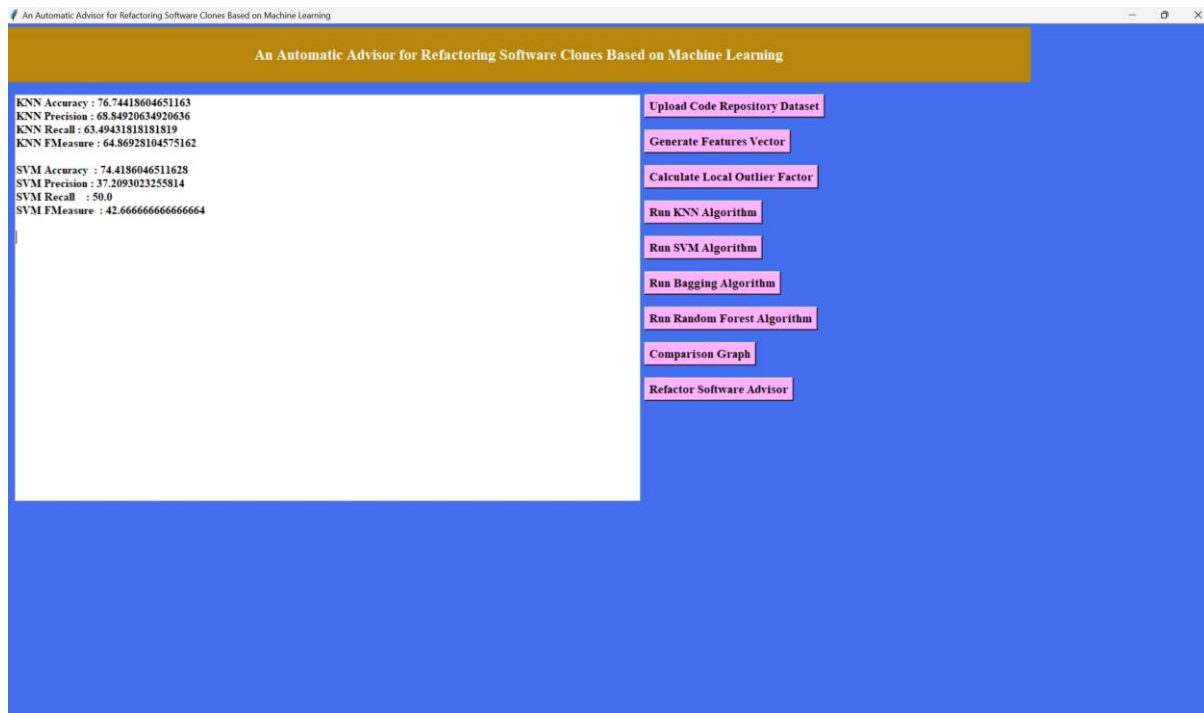 An Automatic Advisor for Refactoring Software Clones Based on Machine Learning
An Automatic Advisor for Refactoring Software Clones Based on Machine Learning
KNN Accuracy : 76.74418604651163
KNN Precision : 68.84920634920636
KNN Recall : 63.49431818181819
KNN FMeasure : 64.86928104575162
SVM Accuracy : 74.4186046511628
SVM Precision : 37.2093023255814
SVM Recall : 50.0
SVM FMeasure : 42.666666666666664
Upload Code Repository Dataset
Generate Features Vector
Calculate Local Outlier Factor
Run KNN Algorithm
Run SVM Algorithm
Run Bagging Algorithm
Run Random Forest Algorithm
Comparison Graph
Refactor Software Advisor